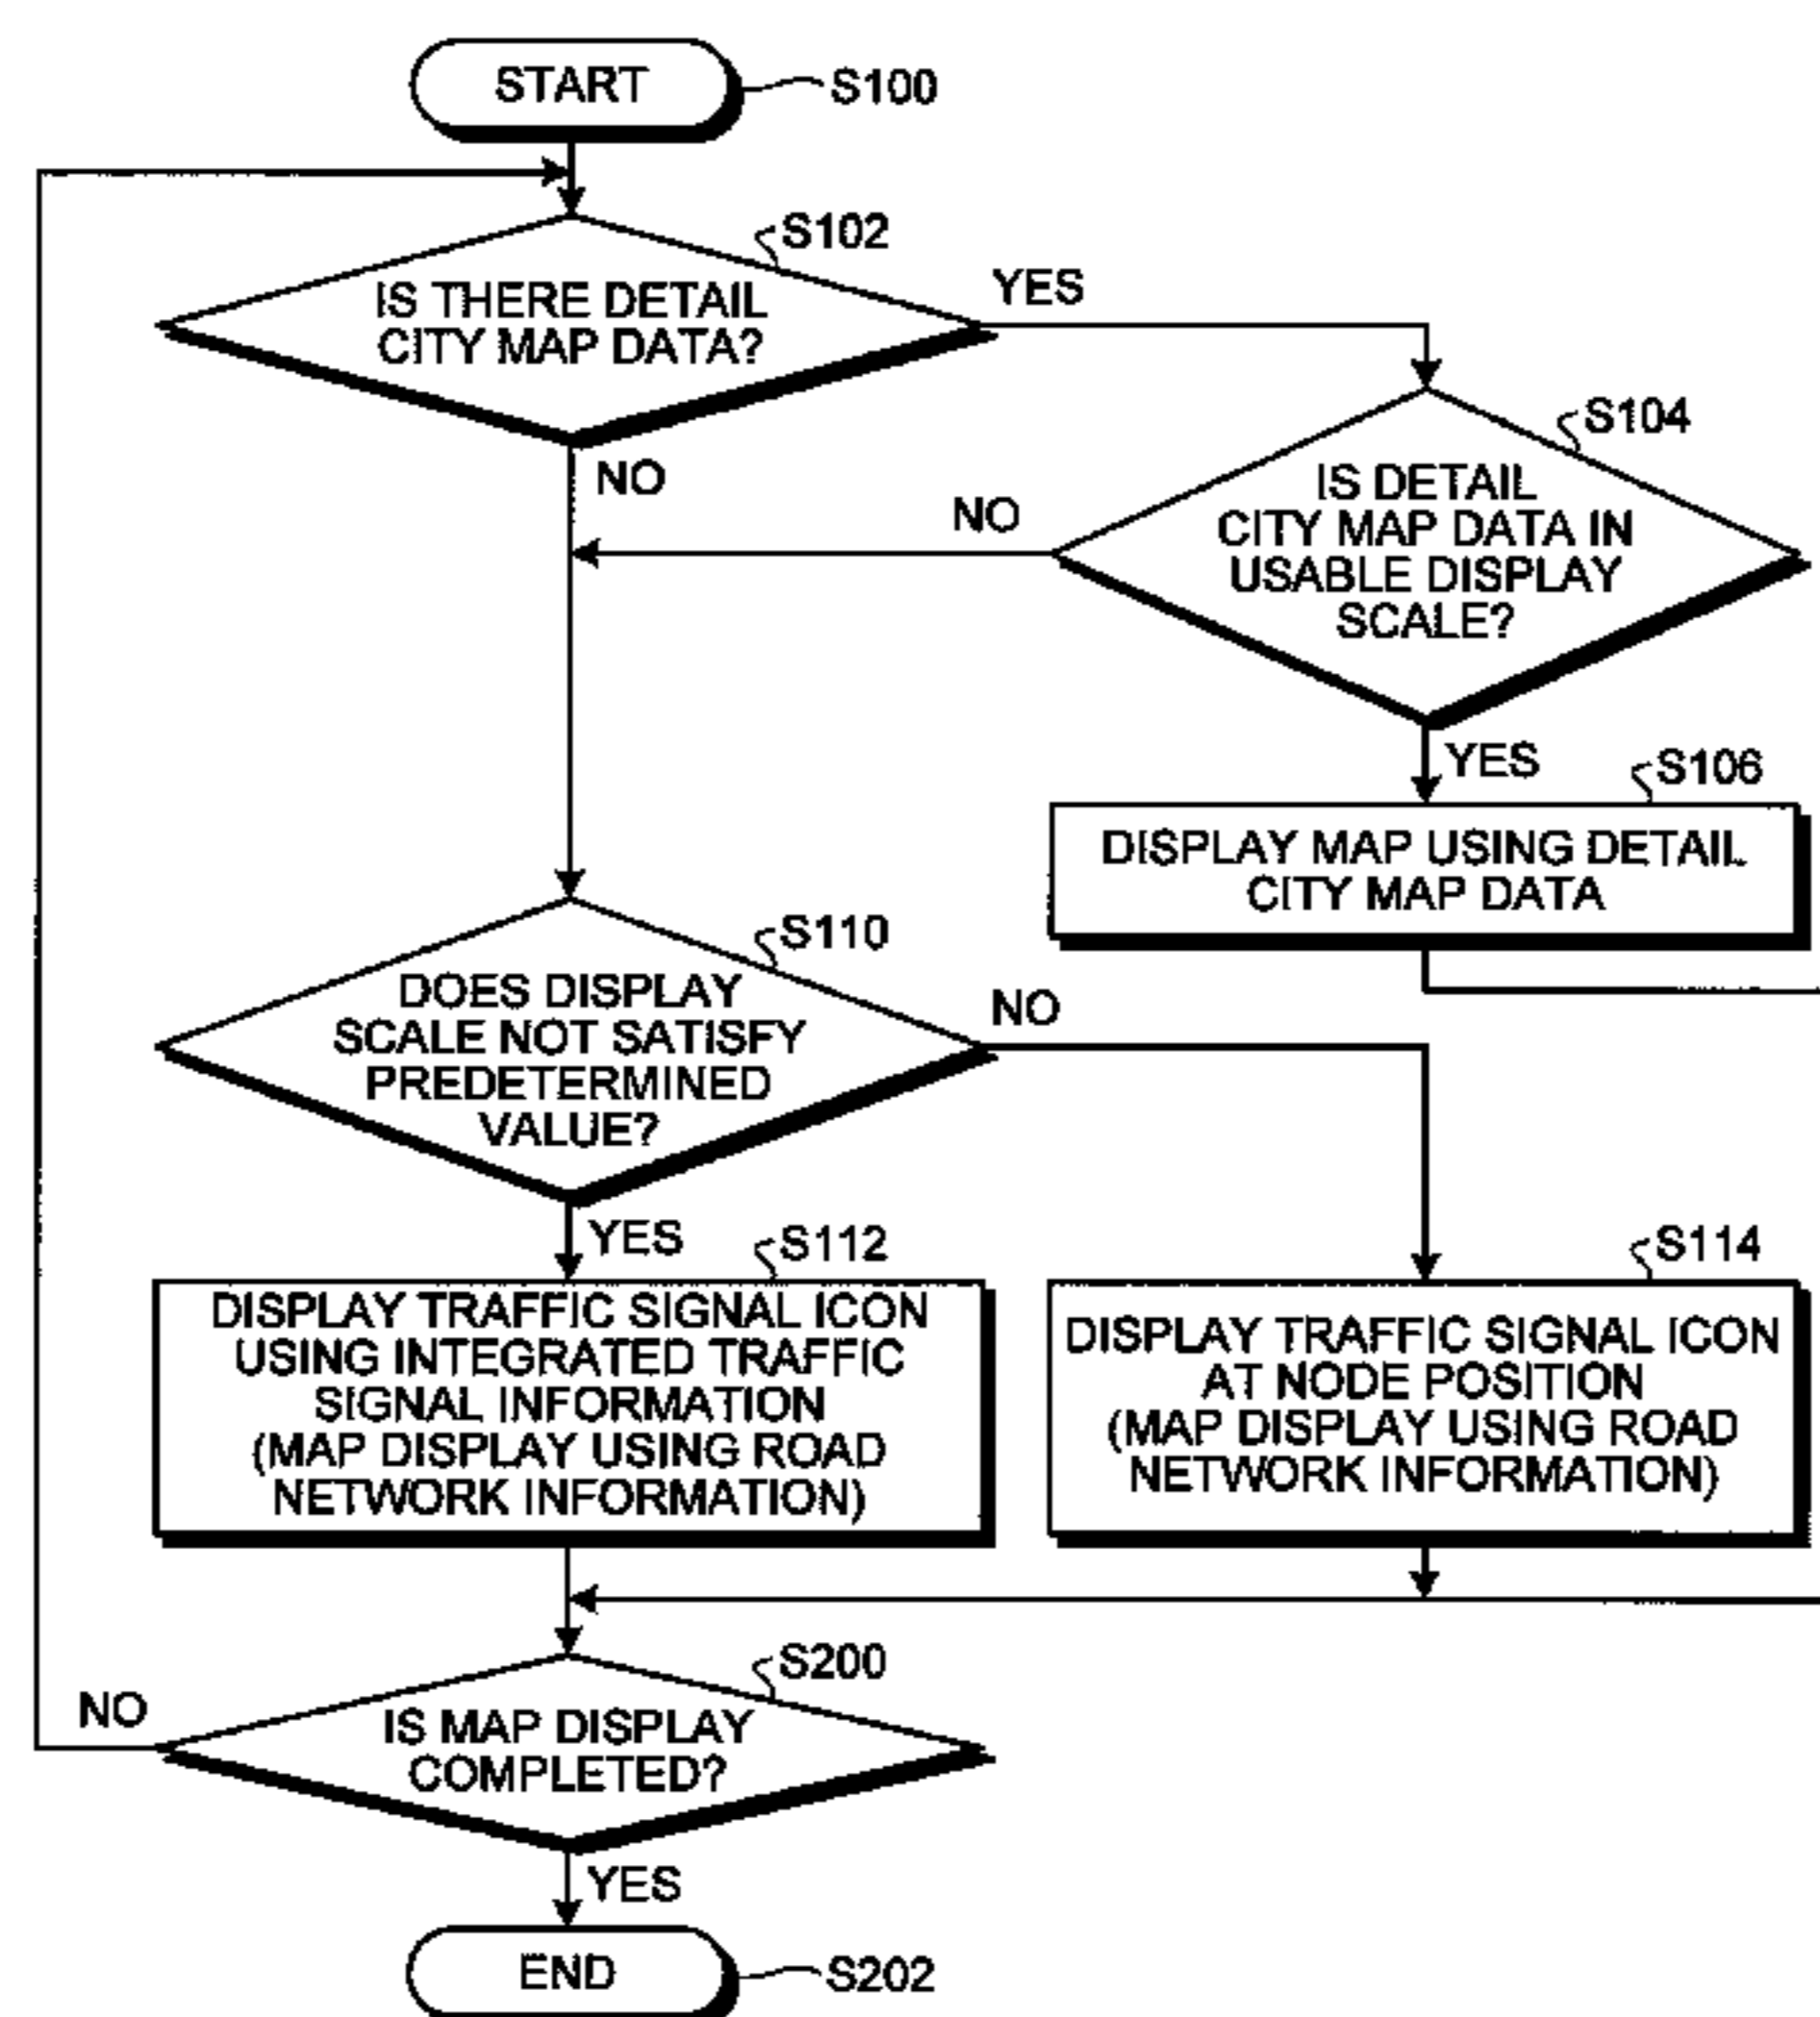 START
S100
S102
IS THERE DETAIL
CITY MAP DATA?
YES
NO
S104
IS DETAIL
CITY MAP DATA IN
USABLE DISPLAY
SCALE?
NO
YES
S106
DISPLAY MAP USING DETAIL
CITY MAP DATA
S110
DOES DISPLAY
SCALE NOT SATISFY
PREDETERMINED
VALUE?
NO
YES
S112
DISPLAY TRAFFIC SIGNAL ICON
USING INTEGRATED TRAFFIC
SIGNAL INFORMATION
(MAP DISPLAY USING ROAD
NETWORK INFORMATION)
S114
DISPLAY TRAFFIC SIGNAL ICON
AT NODE POSITION
(MAP DISPLAY USING ROAD
NETWORK INFORMATION)
S200
IS MAP DISPLAY
COMPLETED?
NO
YES
END
S202